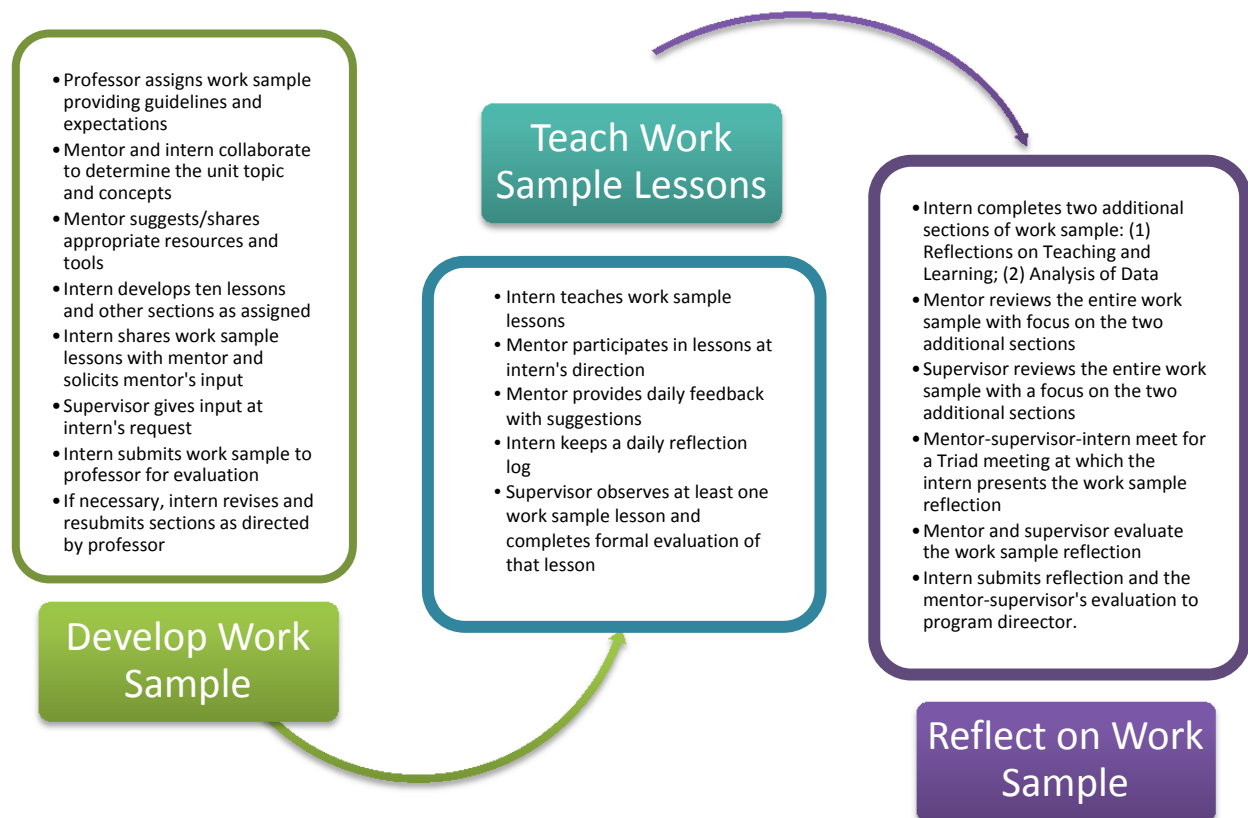 • Professor assigns work sample
providing guidelines and
expectations
• Mentor and intern collaborate
to determine the unit topic
and concepts
• Mentor suggests/shares
appropriate resources and
tools
• Intern develops ten lessons
and other sections as assigned
• Intern shares work sample
lessons with mentor and
solicits mentor's input
• Supervisor gives input at
intern's request
• Intern submits work sample to
professor for evaluation
• If necessary, intern revises and
resubmits sections as directed
by professor
Develop Work
Sample
Teach Work
Sample Lessons
• Intern teaches work sample
lessons
• Mentor participates in lessons at
intern's direction
• Mentor provides daily feedback
with suggestions
• Intern keeps a daily reflection
log
• Supervisor observes at least one
work sample lesson and
completes formal evaluation of
that lesson
• Intern completes two additional
sections of work sample: (1)
Reflections on Teaching and
Learning; (2) Analysis of Data
• Mentor reviews the entire work
sample with focus on the two
additional sections
• Supervisor reviews the entire work
sample with a focus on the two
additional sections
• Mentor-supervisor-intern meet for
a Triad meeting at which the
intern presents the work sample
reflection
• Mentor and supervisor evaluate
the work sample reflection
• Intern submits reflection and the
mentor-supervisor's evaluation to
program direector.
Reflect on Work
Sample